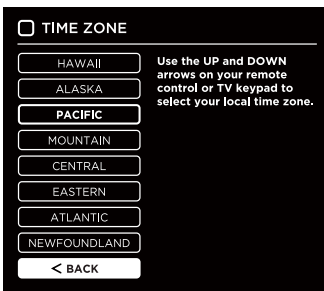 TIME ZONE
HAWAII
ALASKA
PACIFIC
MOUNTAIN
CENTRAL
EASTERN
ATLANTIC
NEWFOUNDLAND
< BACK
Use the UP and DOWN
arrows on your remote
control or TV keypad to
select your local time zone.